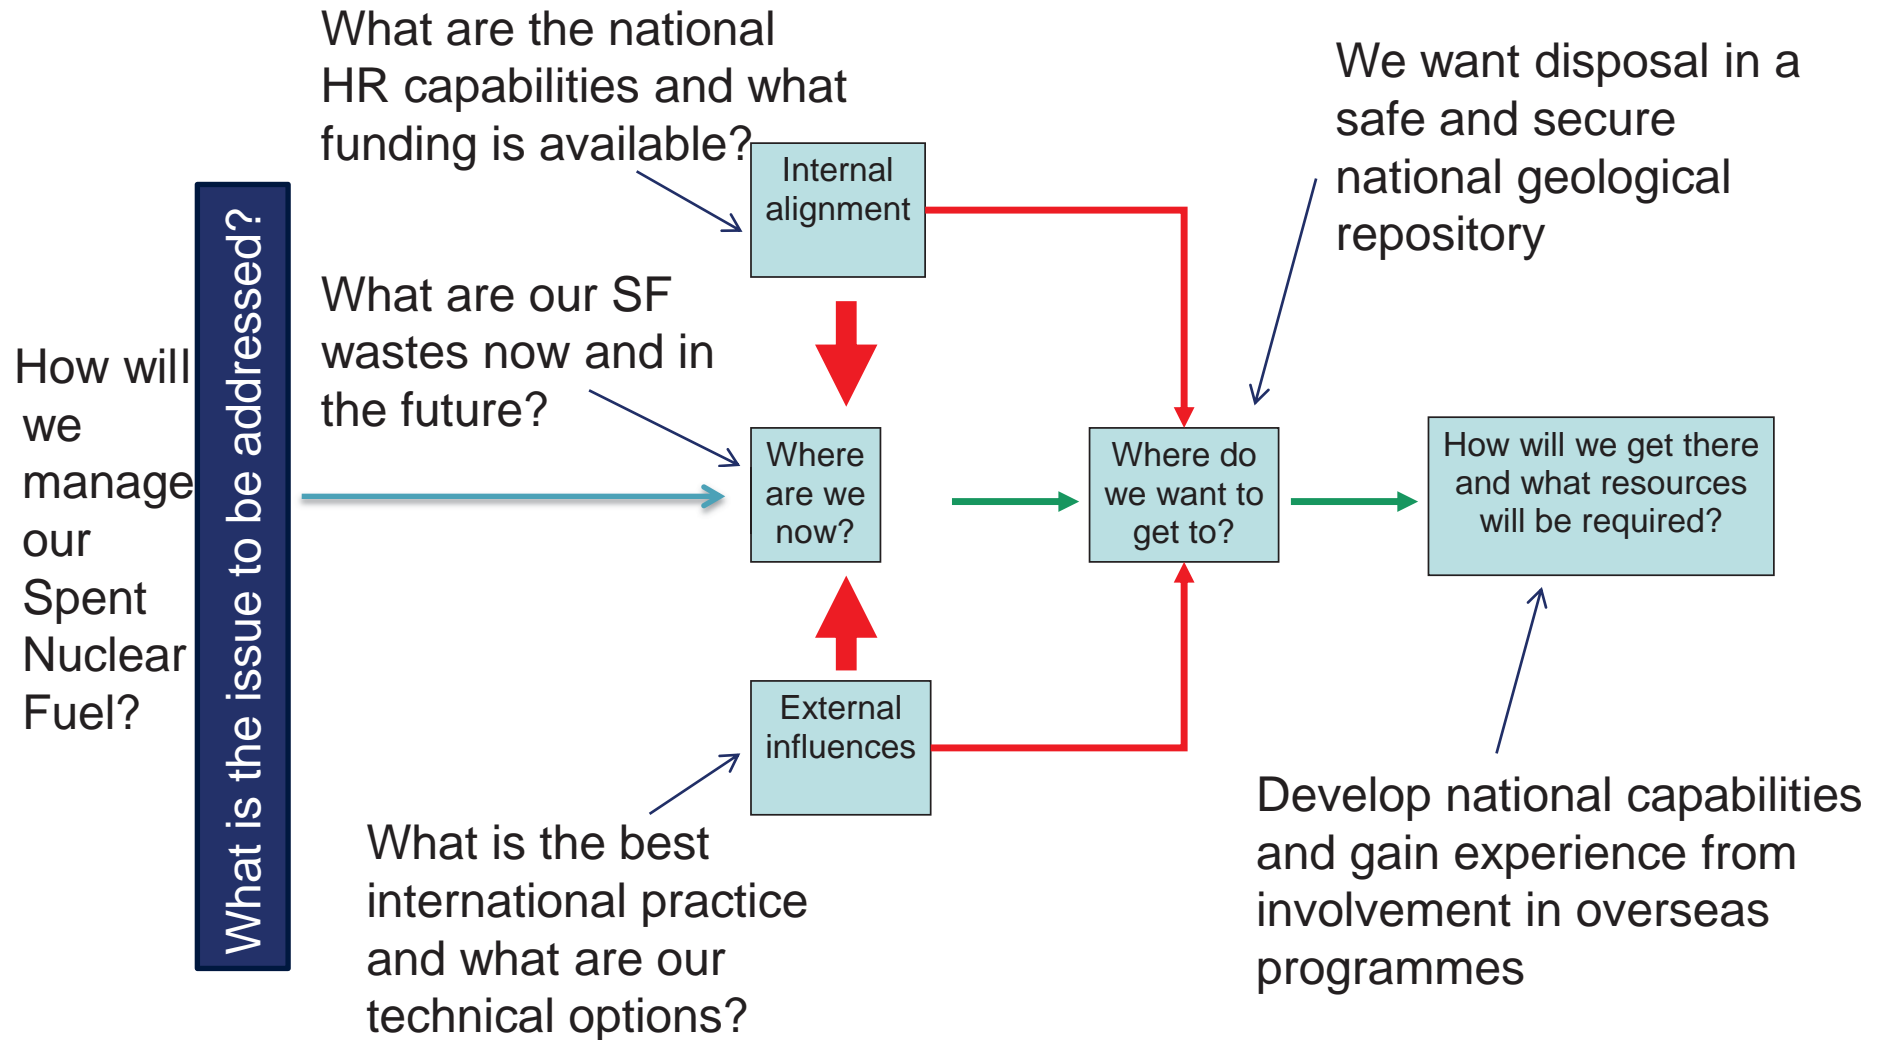 How will
we
manage
our
Spent
Nuclear
Fuel?
What is the issue to be addressed?
What are the national
HR capabilities and what
funding is available?
Internal
alignment
We want disposal in a
safe and secure
national geological
repository
What are our SF
wastes now and in
the future?
Where
are we
now?
Where do
we want to
get to?
How will we get there
and what resources
will be required?
External
influences
What is the best
international practice
and what are our
technical options?
Develop national capabilities
and gain experience from
involvement in overseas
programmes